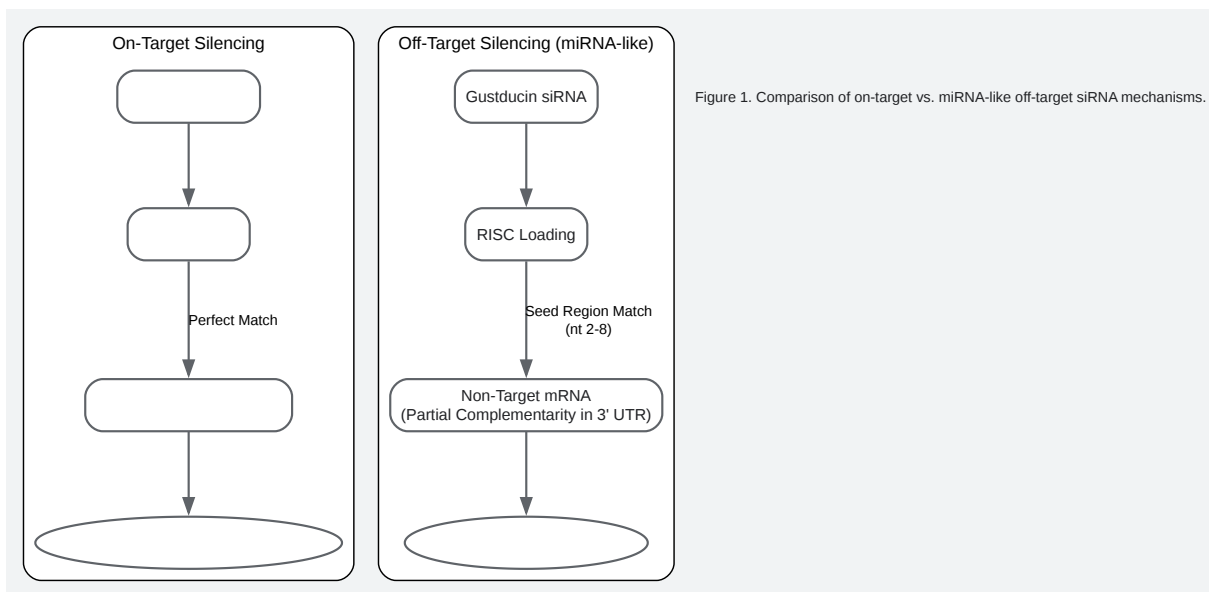 On-Target Silencing
Perfect Match
Off-Target Silencing (miRNA-like)
Gustducin siRNA
RISC Loading
Seed Region Match
(nt 2-8)
Non-Target mRNA
(Partial Complementarity in 3' UTR)
Figure 1. Comparison of on-target vs. miRNA-like off-target siRNA mechanisms.